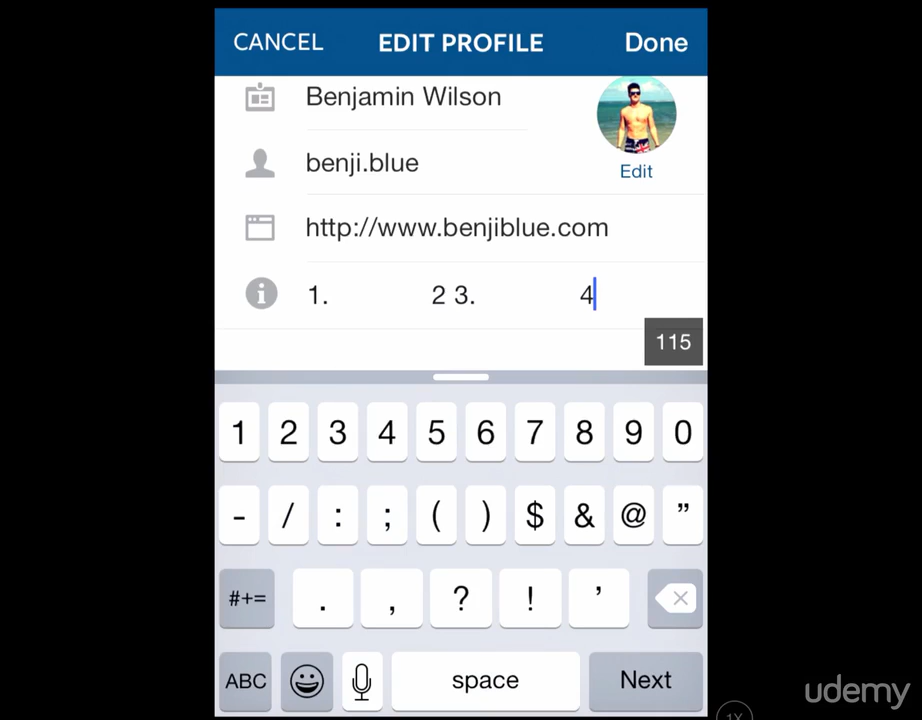 CANCEL EDIT PROFILE Done
Benjamin Wilson
Edit
benji.blue
http://www.benjiblue.com
1. 2 3. 4
115
1 2 3 4 5 6 7 8 9 0
- / : ; ( ) $ & @ ”
#+= . , ? ! ’
ABC space Next
udemy
1X